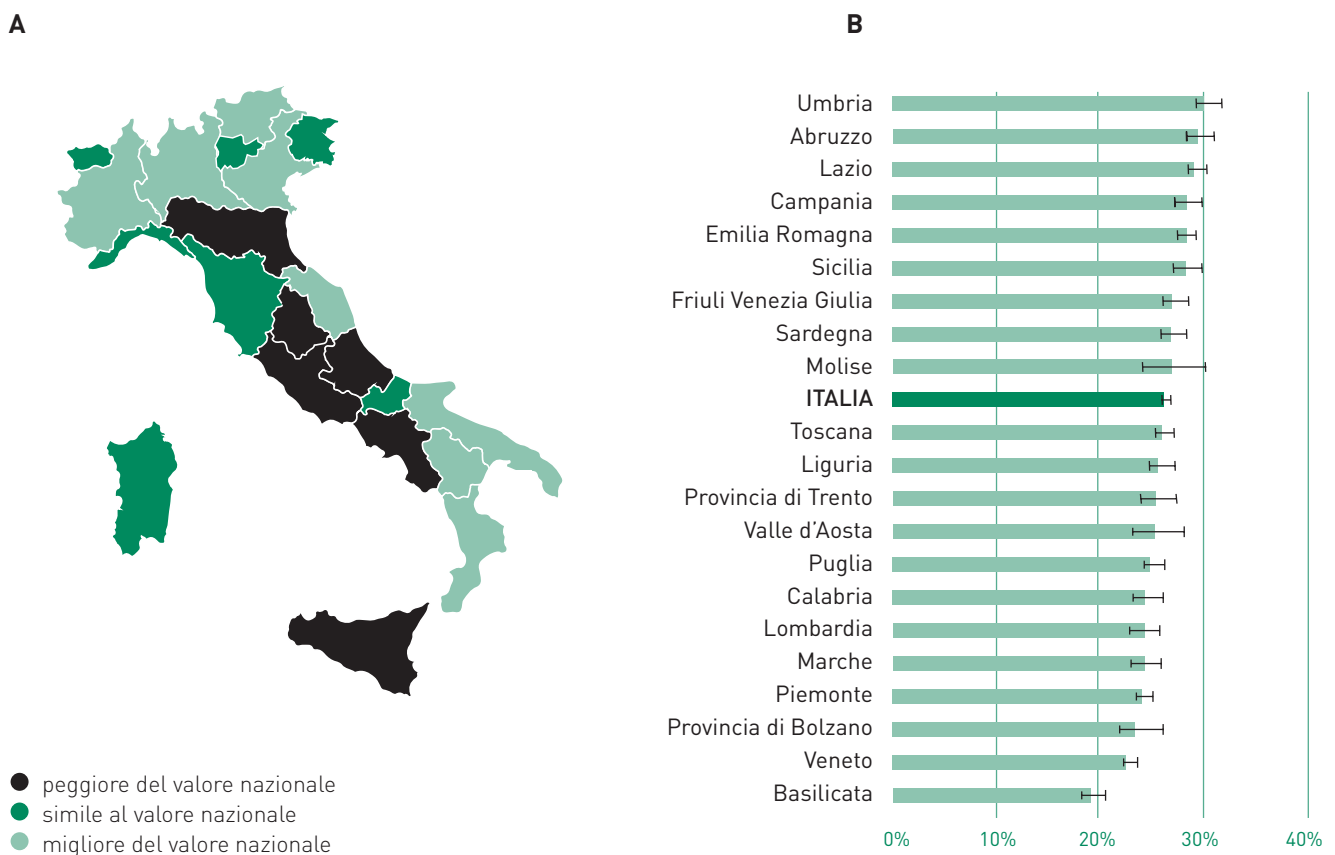 A
peggiore del valore nazionale
simile al valore nazionale
migliore del valore nazionale
B
Umbria
Abruzzo
Lazio
Campania
Emilia Romagna
Sicilia
Friuli Venezia Giulia
Sardegna
Molise
ITALIA
Toscana
Liguria
Provincia di Trento
Valle d'Aosta
Puglia
Calabria
Lombardia
Marche
Piemonte
Provincia di Bolzano
Veneto
Basilicata
0% 10% 20% 30% 40%